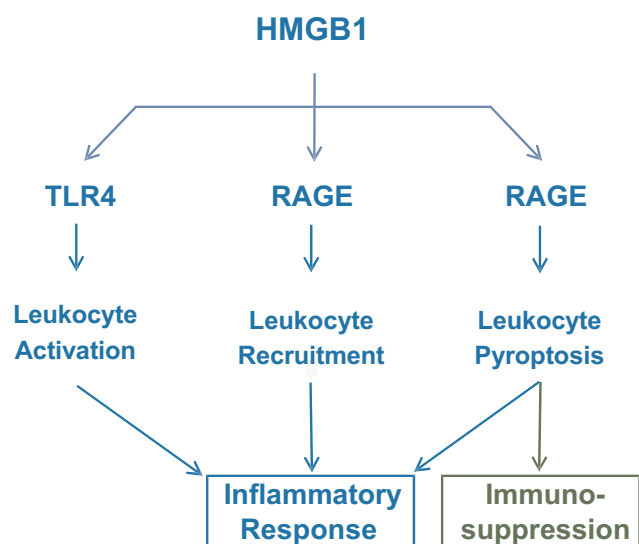 HMGB1
TLR4
RAGE
RAGE
Leukocyte
Activation
Leukocyte
Recruitment
Leukocyte
Pyroptosis
Inflammatory
Response
Immuno-
suppression